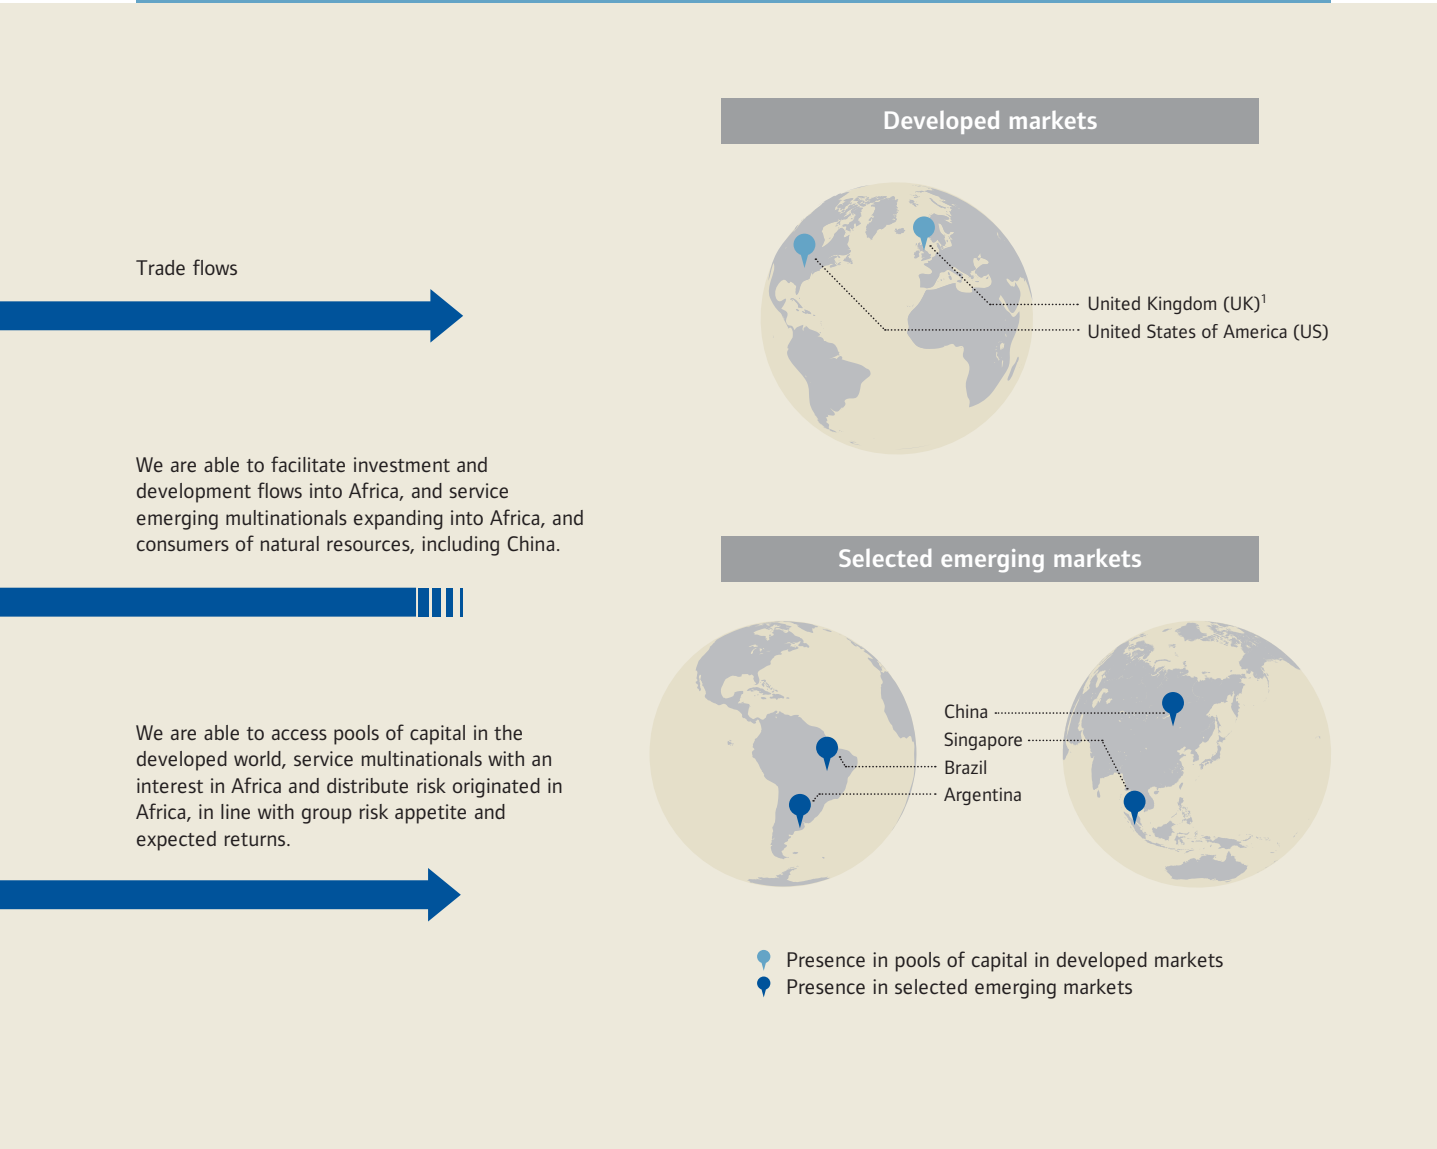 Trade flows
We are able to facilitate investment and
development flows into Africa, and service
emerging multinationals expanding into Africa, and
consumers of natural resources, including China.
We are able to access pools of capital in the
developed world, service multinationals with an
interest in Africa and distribute risk originated in
Africa, in line with group risk appetite and
expected returns.
Developed markets
United Kingdom (UK)¹
United States of America (US)
Selected emerging markets
China
Singapore
Brazil
Argentina
Presence in pools of capital in developed markets
Presence in selected emerging markets